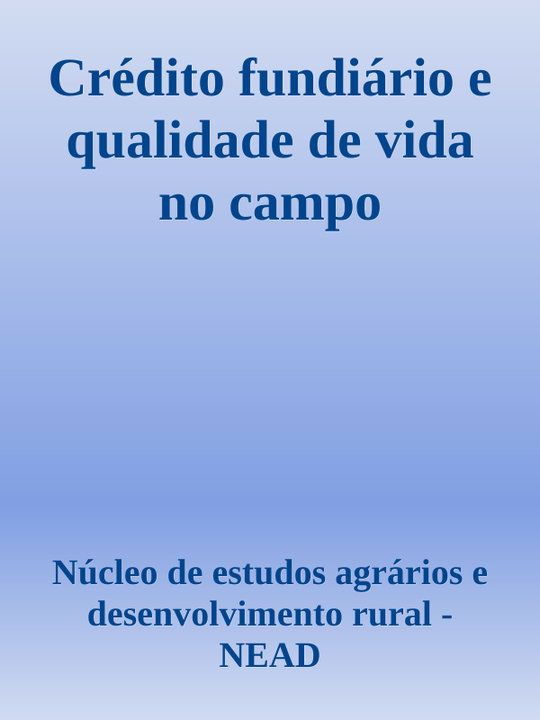 Crédito fundiário e
qualidade de vida
no campo
Núcleo de estudos agrários e
desenvolvimento rural -
NEAD